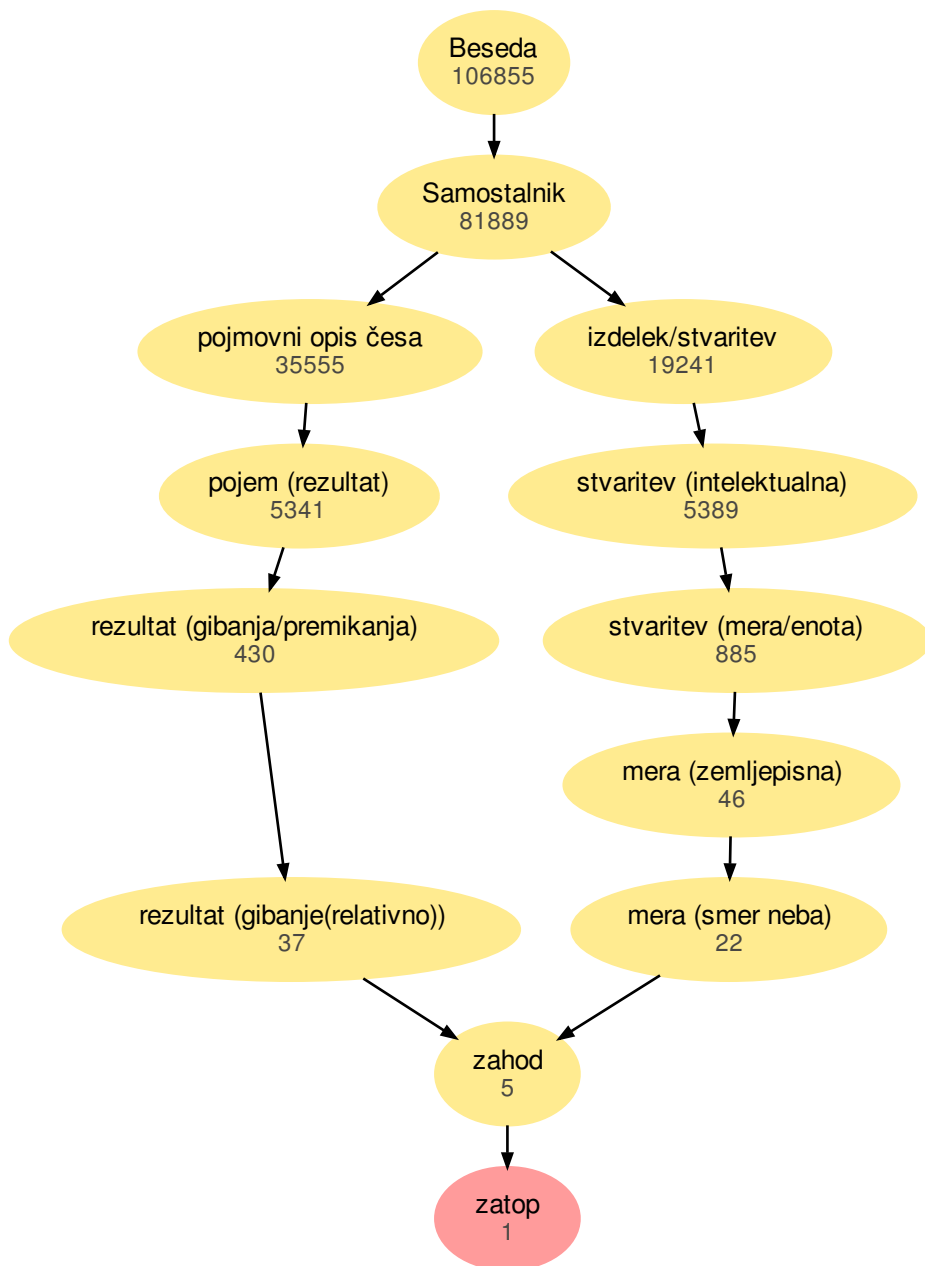 Beseda
106855
Samostalnik
81889
pojmovni opis česa
35555
izdelek/stvaritev
19241
pojem (rezultat)
5341
stvaritev (intelektualna)
5389
rezultat (gibanja/premikanja)
430
stvaritev (mera/enota)
885
mera (zemljepisna)
46
rezultat (gibanje(relativno))
37
mera (smer neba)
22
zahod
5
zatop
1